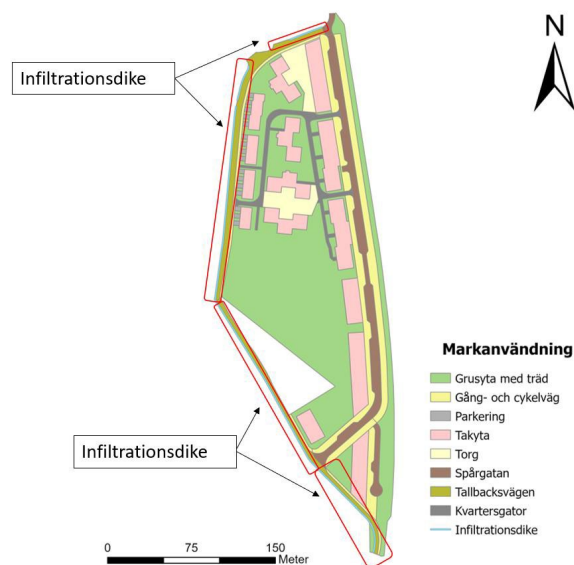 Infiltrationsdike
N
Infiltrationsdike
Markanvändning
Grusyta med träd
Gång- och cykelväg
Parkering
Takyta
Torg
Spårgatan
Tallbacksvägen
Kvartersgator
Infiltrationsdike
0 75 150
Meter